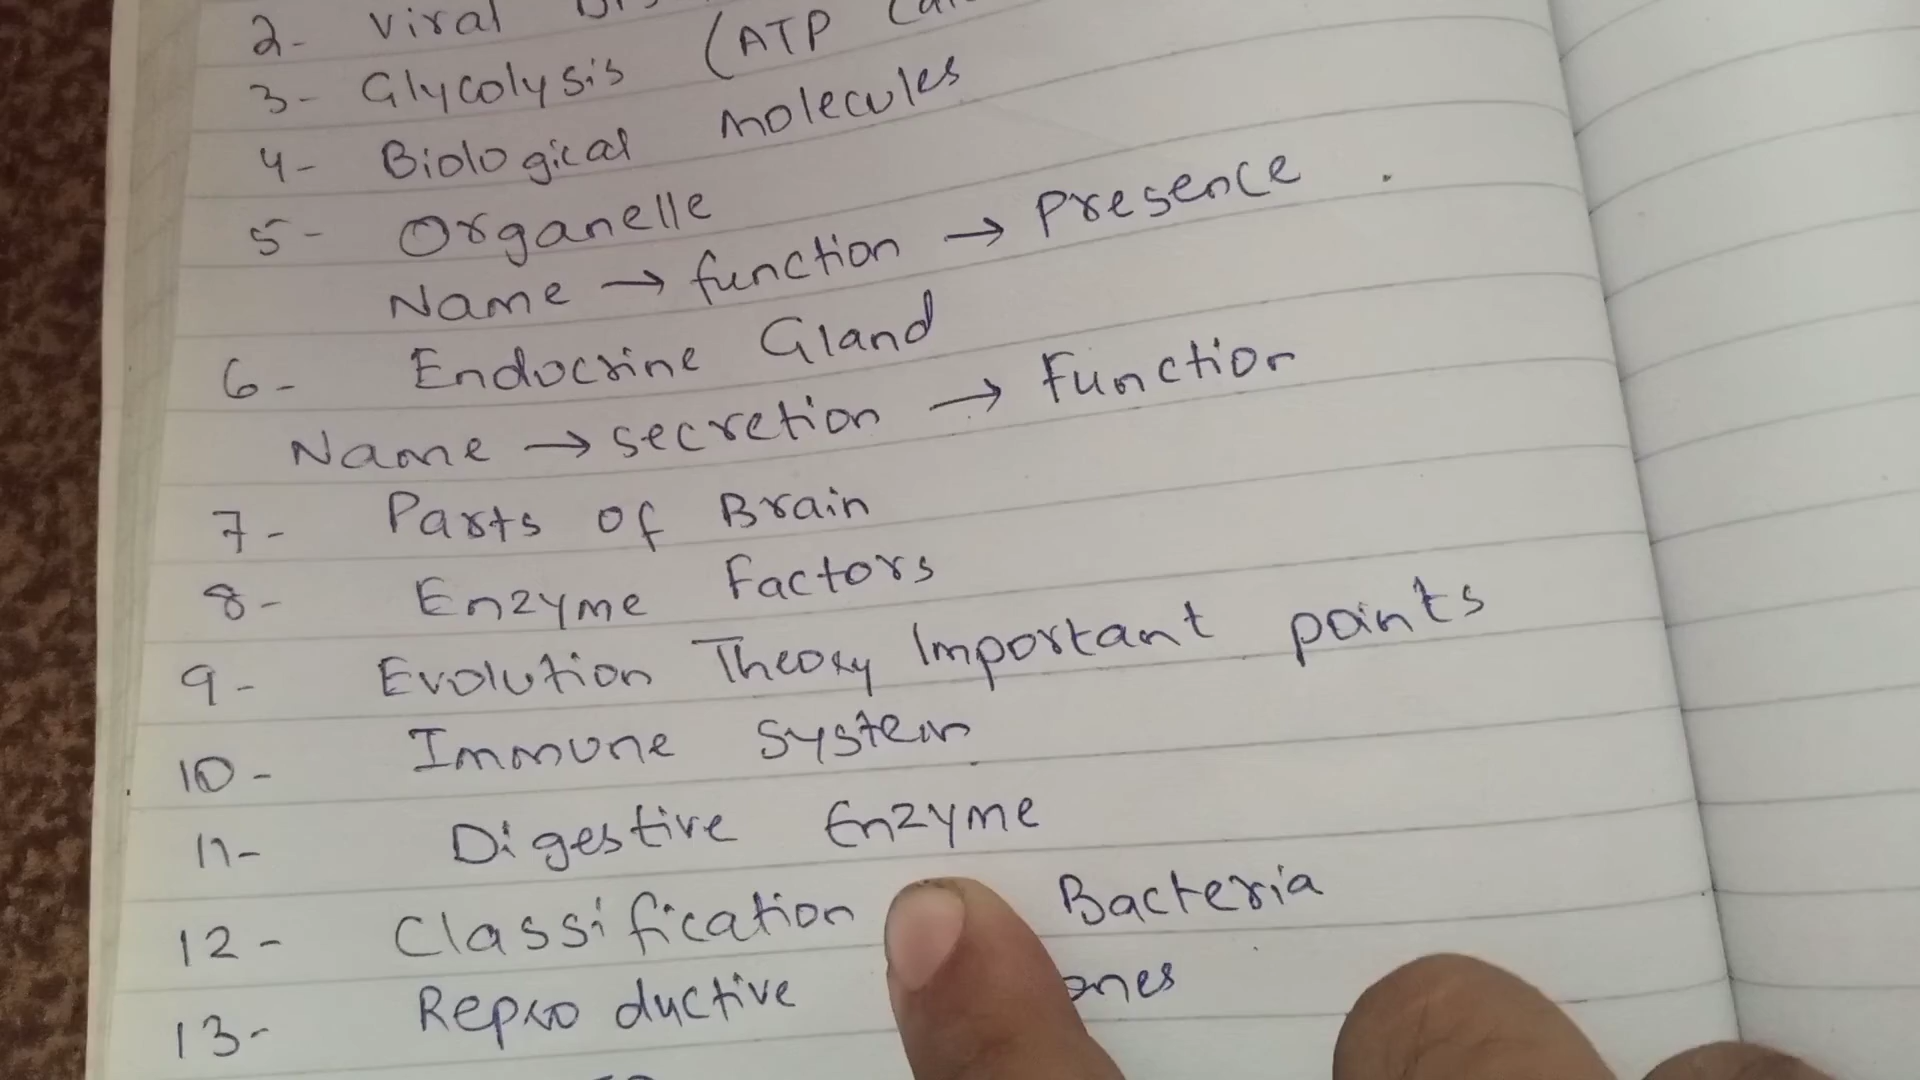 2- Viral
3- Glycolysis (ATP
4- Biological molecules
5- Organelle
Name → function → Presence .
6- Endocrine Gland
Name → secretion → Function
7- Parts of Brain
8- Enzyme Factors
9- Evolution Theory Important points
10- Immune System
11- Digestive Enzyme
12- Classification Bacteria
13- Reproductive ones